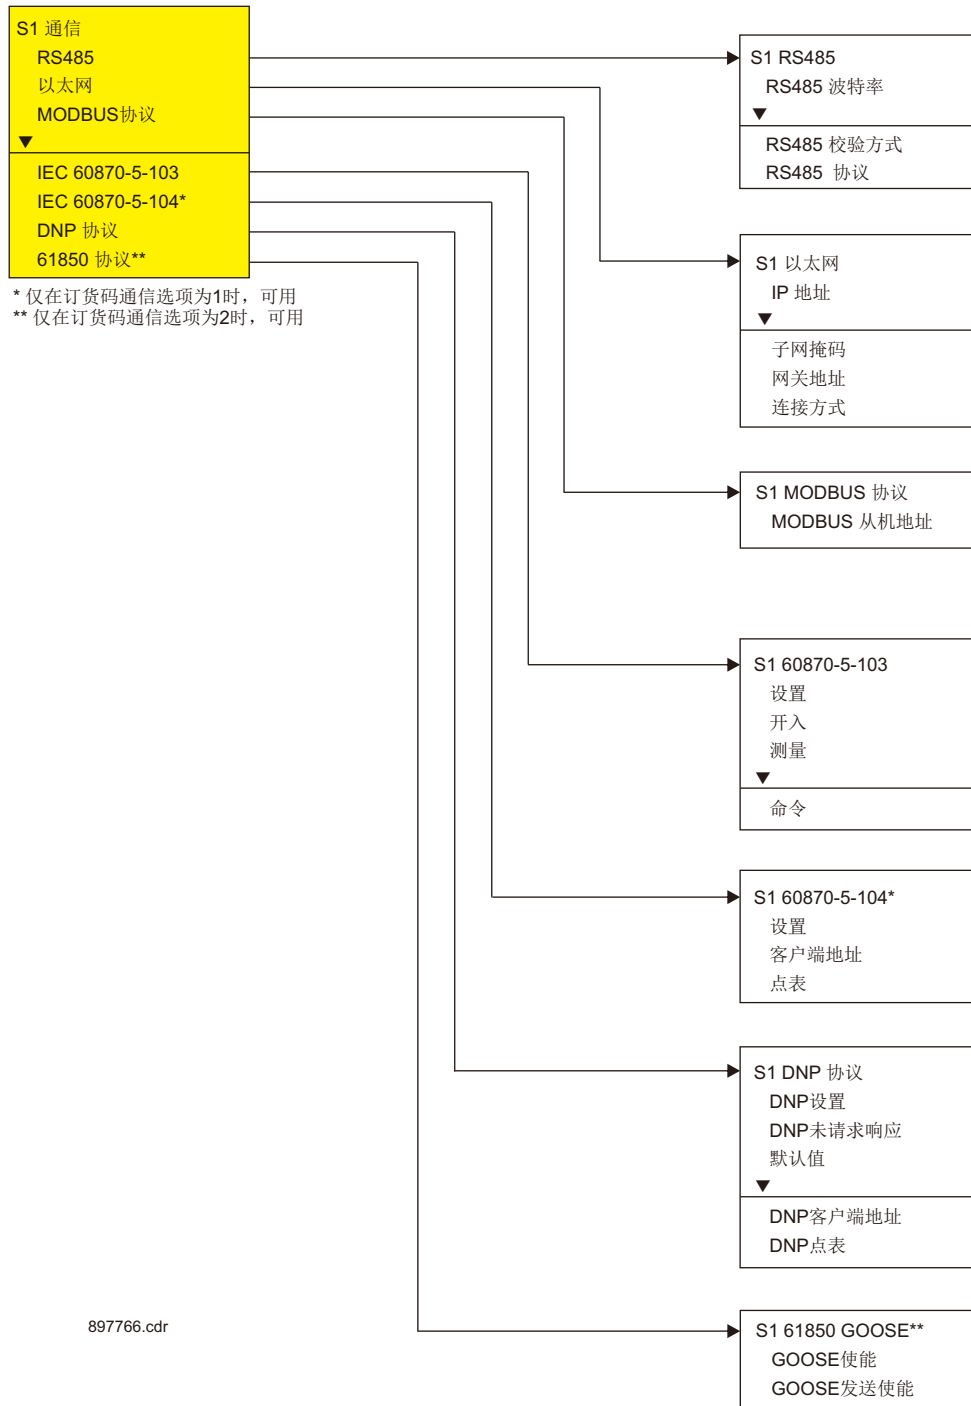 S1 通信
RS485
以太网
MODBUS协议
▼
IEC 60870-5-103
IEC 60870-5-104*
DNP 协议
61850 协议**
* 仅在订货码通信选项为1时，可用
** 仅在订货码通信选项为2时，可用
S1 RS485
RS485 波特率
▼
RS485 校验方式
RS485 协议
S1 以太网
IP 地址
▼
子网掩码
网关地址
连接方式
S1 MODBUS 协议
MODBUS 从机地址
S1 60870-5-103
设置
开入
测量
▼
命令
S1 60870-5-104*
设置
客户端地址
点表
S1 DNP 协议
DNP设置
DNP未请求响应
默认值
▼
DNP客户端地址
DNP点表
S1 61850 GOOSE**
GOOSE使能
GOOSE发送使能
897766.cdr